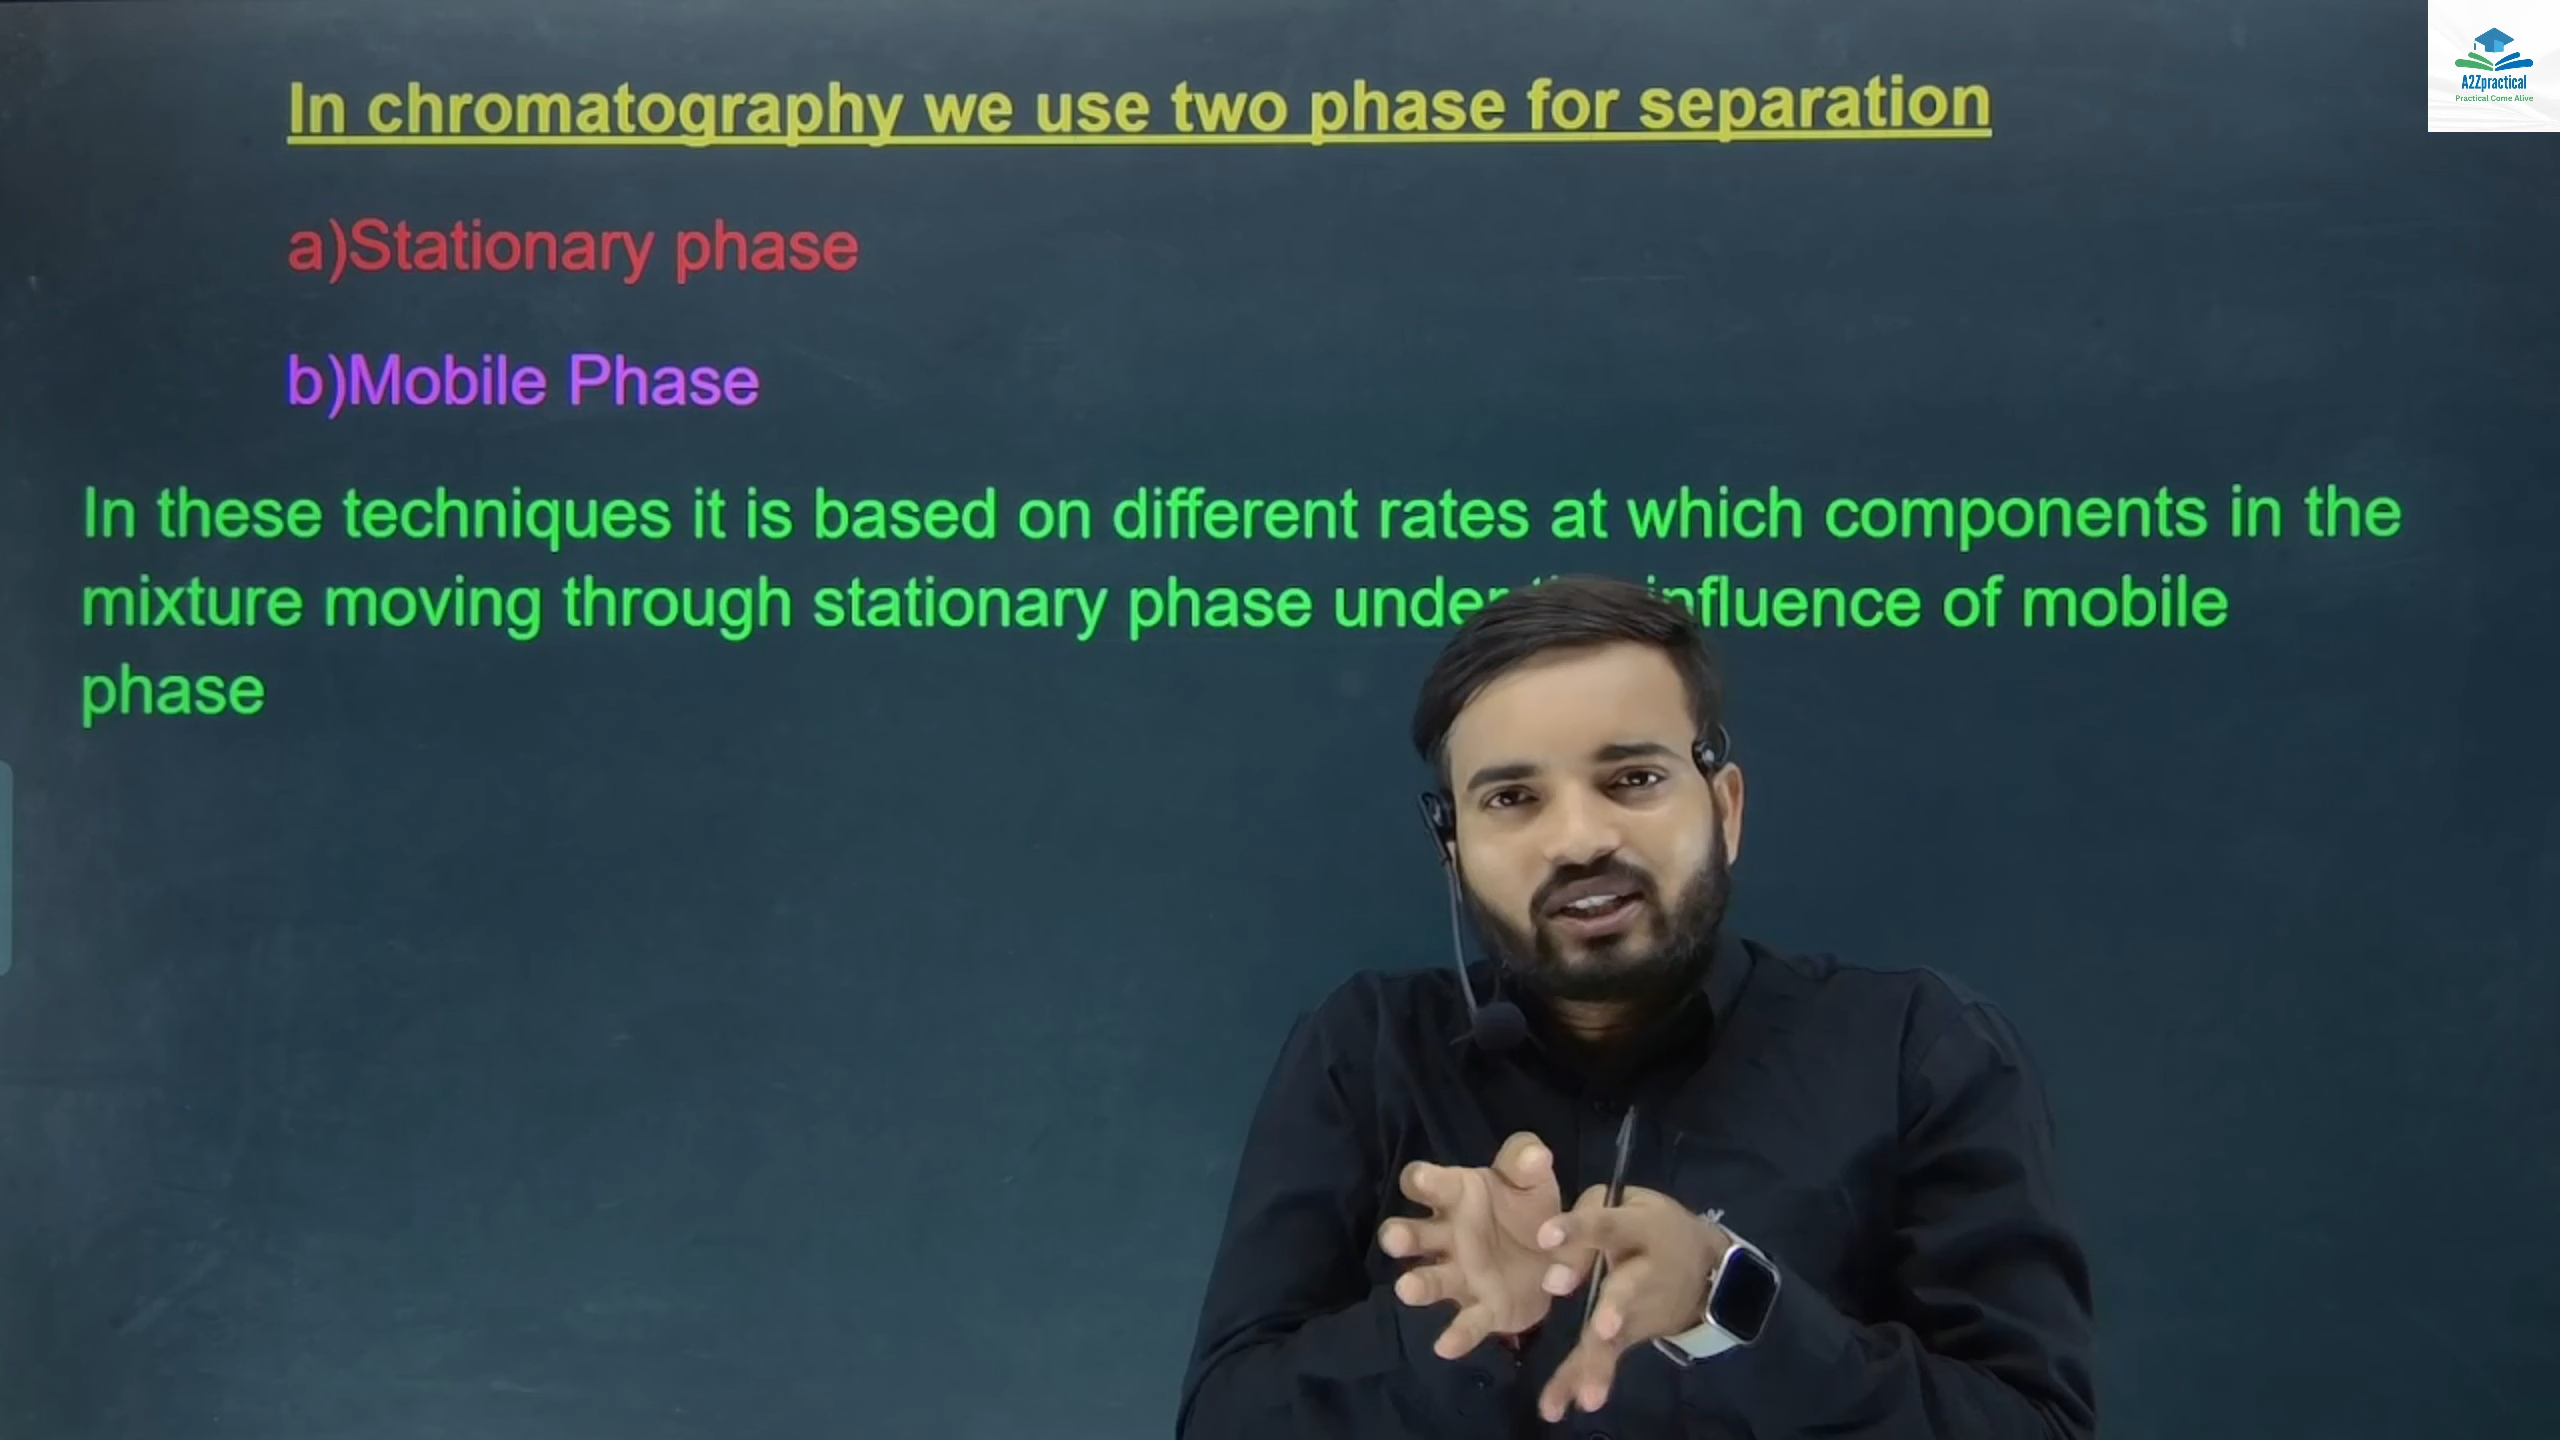 In chromatography we use two phase for separation
a)Stationary phase
b)Mobile Phase
In these techniques it is based on different rates at which components in the
mixture moving through stationary phase under influence of mobile
phase
A2Zpractical
Practical Come Alive